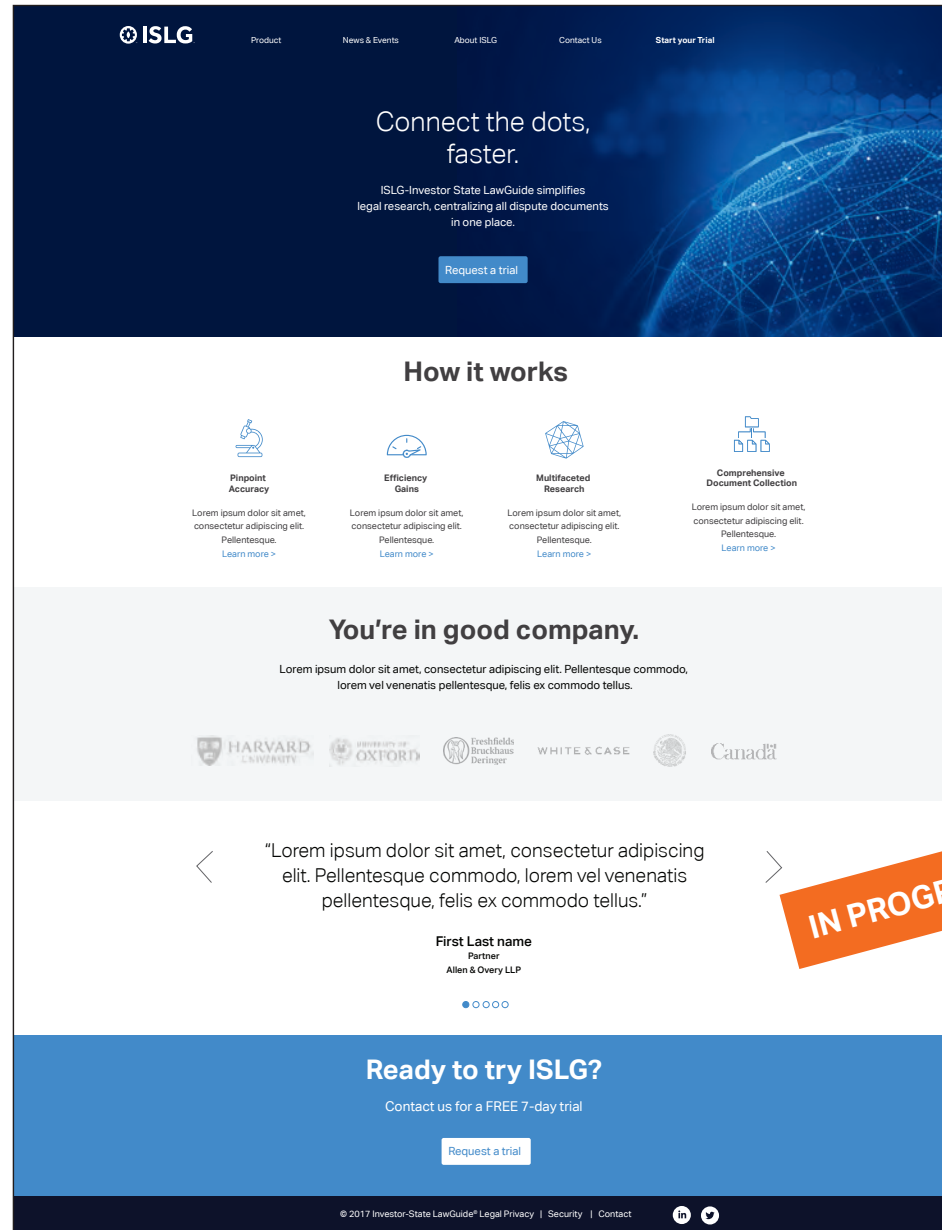 ISLG
Product News & Events About ISLG Contact Us Start your Trial
Connect the dots,
faster.
ISLG-Investor State LawGuide simplifies
legal research, centralizing all dispute documents
in one place.
Request a trial
How it works
Pinpoint
Accuracy
Lorem ipsum dolor sit amet,
consectetur adipiscing elit.
Pellentesque.
Learn more >
Efficiency
Gains
Lorem ipsum dolor sit amet,
consectetur adipiscing elit.
Pellentesque.
Learn more >
Multifaceted
Research
Lorem ipsum dolor sit amet,
consectetur adipiscing elit.
Pellentesque.
Learn more >
Comprehensive
Document Collection
Lorem ipsum dolor sit amet,
consectetur adipiscing elit.
Pellentesque.
Learn more >
You're in good company.
Lorem ipsum dolor sit amet, consectetur adipiscing elit. Pellentesque commodo,
lorem vel venenatis pellentesque, felis ex commodo tellus.
HARVARD
UNIVERSITY
UNIVERSITY OF
OXFORD
Freshfields
Bruckhaus
Deringer
WHITE & CASE
Canada
“Lorem ipsum dolor sit amet, consectetur adipiscing
elit. Pellentesque commodo, lorem vel venenatis
pellentesque, felis ex commodo tellus.”
IN PROG
First Last name
Partner
Allen & Overy LLP
Ready to try ISLG?
Contact us for a FREE 7-day trial
Request a trial
© 2017 Investor-State LawGuide® Legal Privacy | Security | Contact
in